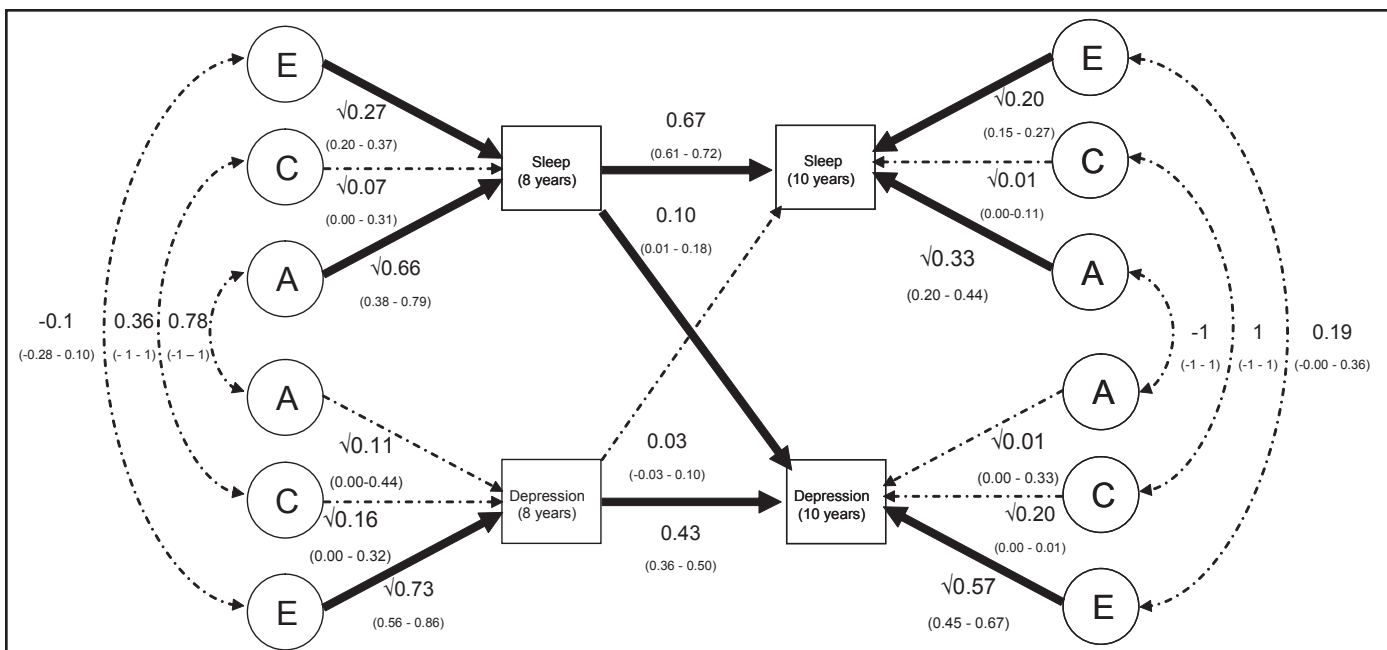 E
√0.27
(0.20 - 0.37)
C
√0.07
(0.00 - 0.31)
A
√0.66
(0.38 - 0.79)
Sleep
(8 years)
0.67
(0.61 - 0.72)
0.10
(0.01 - 0.18)
Sleep
(10 years)
E
√0.20
(0.15 - 0.27)
C
√0.01
(0.00-0.11)
A
√0.33
(0.20 - 0.44)
-0.1
(-0.28 - 0.10)
0.36
(- 1 - 1)
0.78
(-1 – 1)
-1
(-1 - 1)
1
(-1 - 1)
0.19
(-0.00 - 0.36)
A
√0.11
(0.00-0.44)
C
√0.16
(0.00 - 0.32)
E
√0.73
(0.56 - 0.86)
Depression
(8 years)
0.03
(-0.03 - 0.10)
0.43
(0.36 - 0.50)
Depression
(10 years)
A
√0.01
(0.00 - 0.33)
C
√0.20
(0.00 - 0.01)
E
√0.57
(0.45 - 0.67)